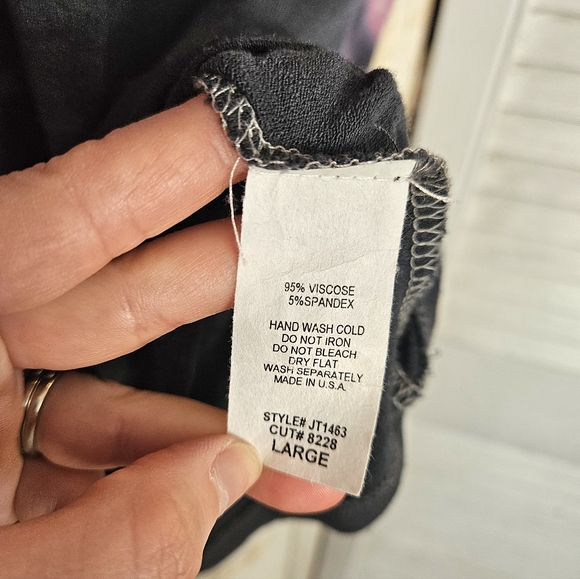 95% VISCOSE
5%SPANDEX
HAND WASH COLD
DO NOT IRON
DO NOT BLEACH
DRY FLAT
WASH SEPARATELY
MADE IN U.S.A.
STYLE# JT1463
CUT# 8228
LARGE